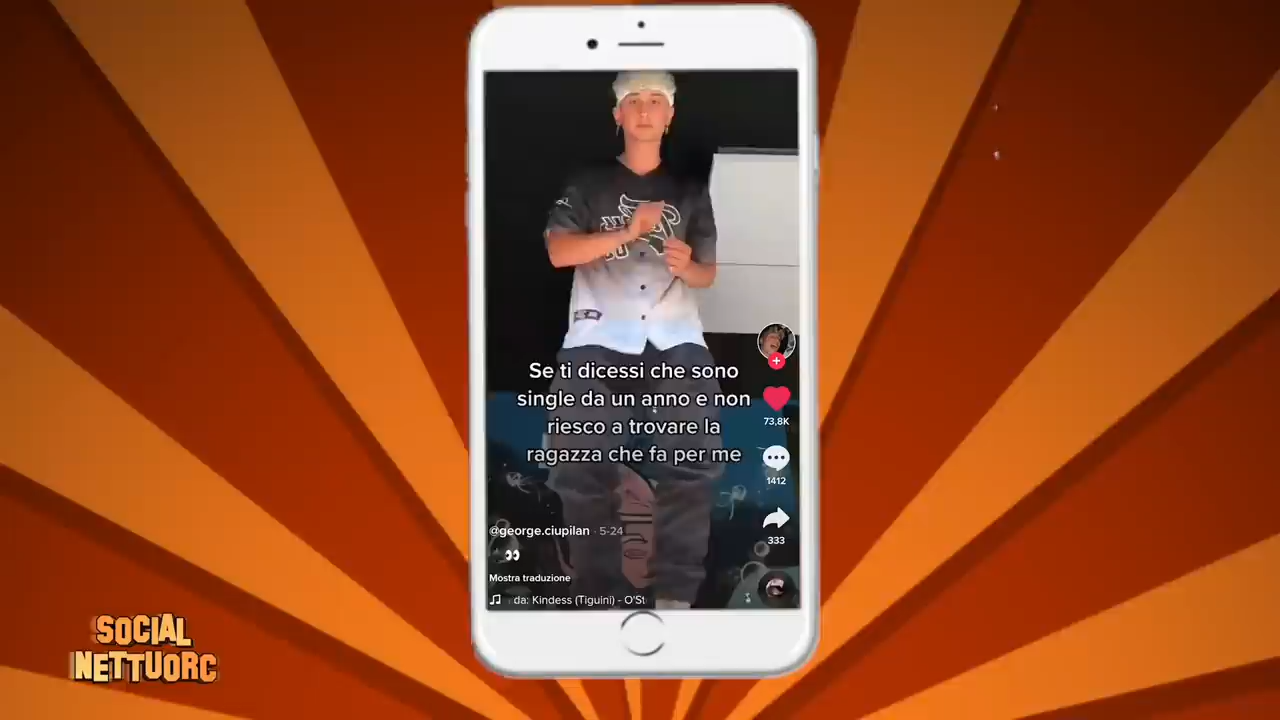 Se ti dicessi che sono
single da un anno e non
riesco a trovare la
ragazza che fa per me
73,8K
1412
333
@george.ciupilan · 5-24
👀
Mostra traduzione
da: Kindess (Tiguini) - O'St
SOCIAL
NETTUORC